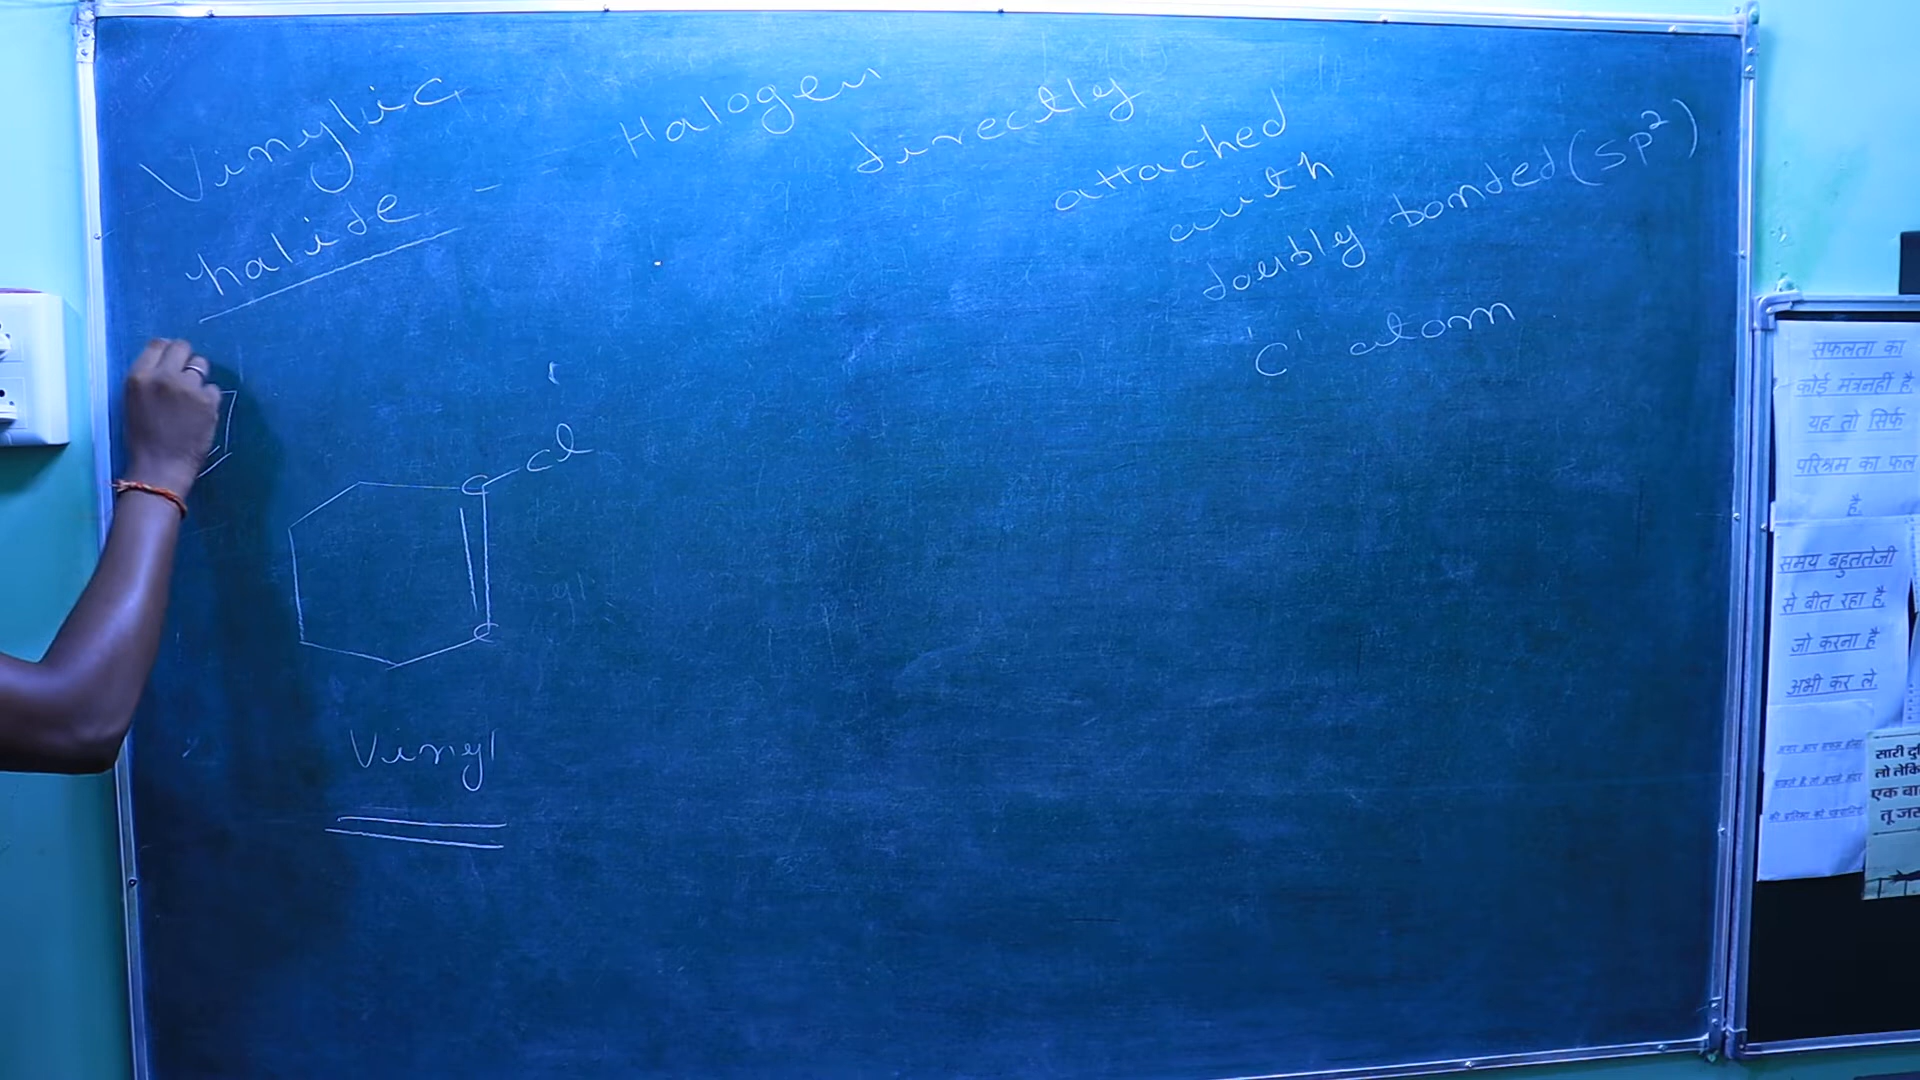 Vinylic
halide - Halogen
directly
attached
with
doubly bonded (sp²)
'C' atom
C Cl
C
Vinyl
सफलता का
कोई मंत्र नहीं है,
यह तो सिर्फ
परिश्रम का फल
है.
समय बहुत तेजी
से बीत रहा है,
जो करना है
अभी कर ले.
सारी दु
लो लेकि
एक बा
तू जर